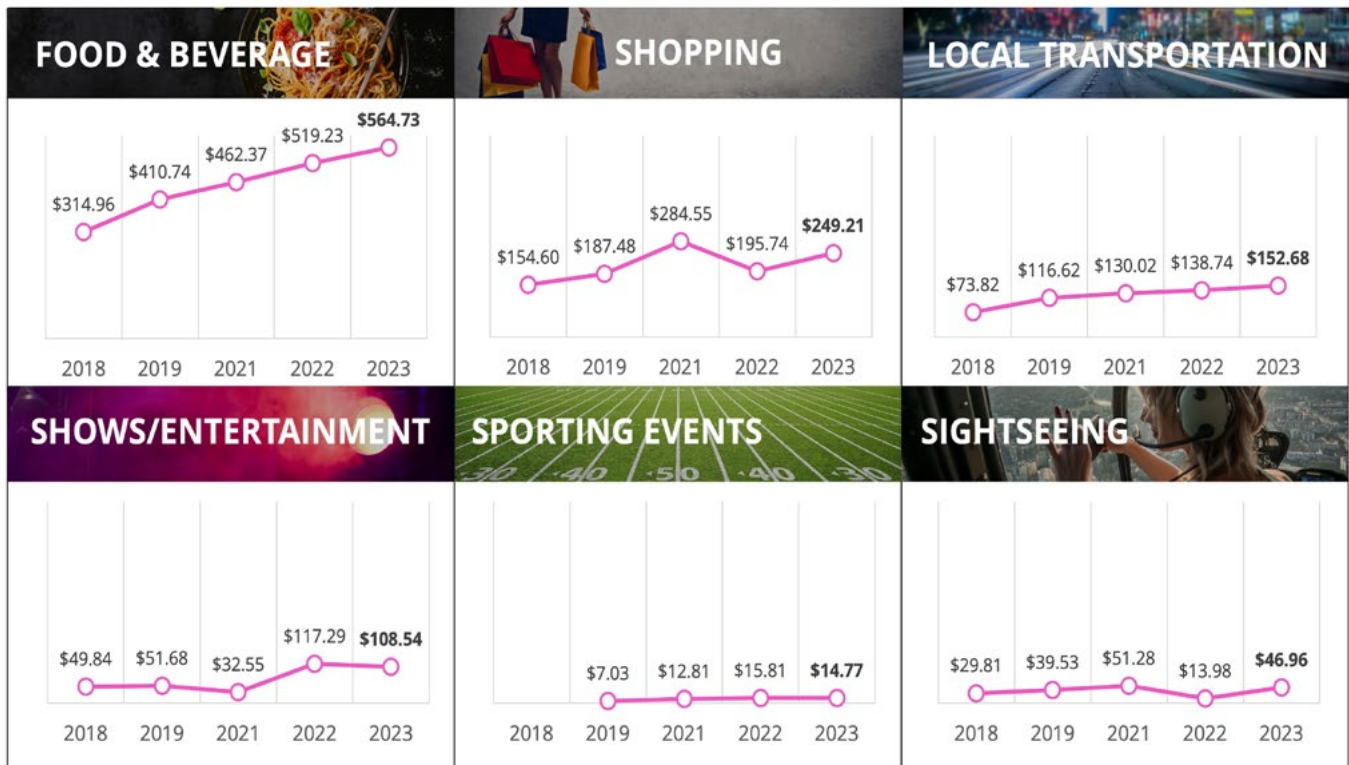 FOOD & BEVERAGE
$314.96
$410.74
$462.37
$519.23
$564.73
2018 2019 2021 2022 2023
SHOPPING
$154.60
$187.48
$284.55
$195.74
$249.21
2018 2019 2021 2022 2023
LOCAL TRANSPORTATION
$73.82
$116.62
$130.02
$138.74
$152.68
2018 2019 2021 2022 2023
SHOWS/ENTERTAINMENT
$49.84
$51.68
$32.55
$117.29
$108.54
2018 2019 2021 2022 2023
SPORTING EVENTS
30 40 50 40 30
$7.03
$12.81
$15.81
$14.77
2018 2019 2021 2022 2023
SIGHTSEEING
$29.81
$39.53
$51.28
$13.98
$46.96
2018 2019 2021 2022 2023